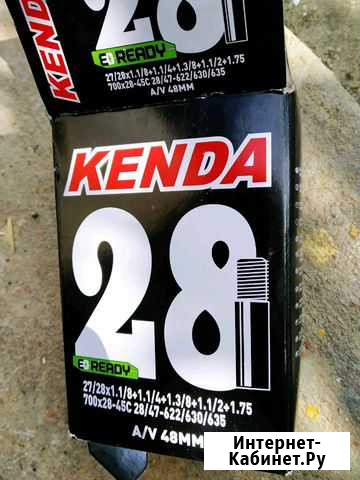 KENDA
28
E READY
27/28x1.1/8+1.1/4+1.3/8+1.1/2+1.75
700x28-45C 28/47-622/630/635
A/V 48MM
KENDA
28
E READY
27/28x1.1/8+1.1/4+1.3/8+1.1/2+1.75
700x28-45C 28/47-622/630/635
A/V 48MM
Интернет-
Кабинет.Ру